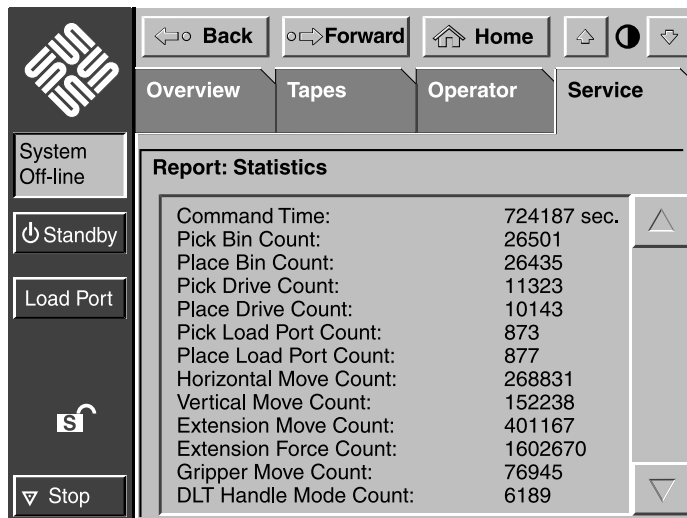 Back
Forward
Home
Overview
Tapes
Operator
Service
System
Off-line
Standby
Load Port
S
Stop
Report: Statistics
Command Time: 724187 sec.
Pick Bin Count: 26501
Place Bin Count: 26435
Pick Drive Count: 11323
Place Drive Count: 10143
Pick Load Port Count: 873
Place Load Port Count: 877
Horizontal Move Count: 268831
Vertical Move Count: 152238
Extension Move Count: 401167
Extension Force Count: 1602670
Gripper Move Count: 76945
DLT Handle Mode Count: 6189